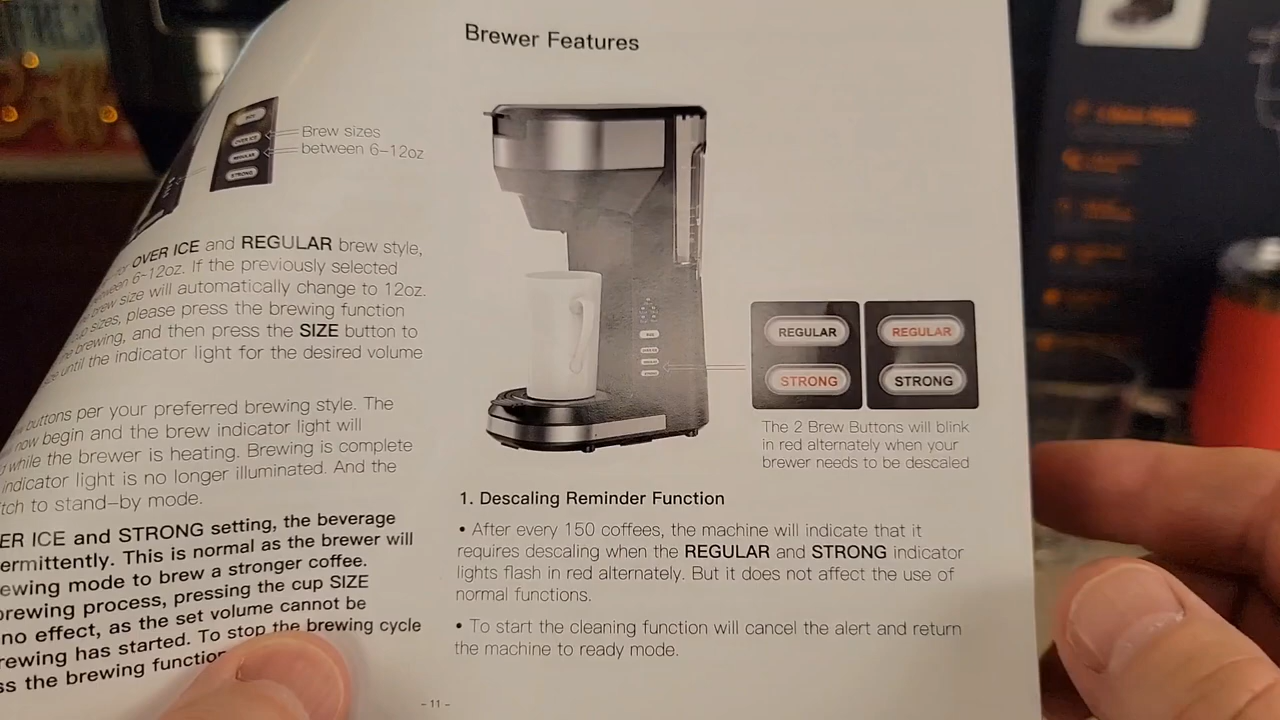 SIZE
OVER ICE
REGULAR
STRONG
Brew sizes
between 6-12oz
OVER ICE and REGULAR brew style,
between 6-12oz. If the previously selected
brew size will automatically change to 12oz.
sizes, please press the brewing function
brewing, and then press the SIZE button to
until the indicator light for the desired volume
buttons per your preferred brewing style. The
now begin and the brew indicator light will
while the brewer is heating. Brewing is complete
indicator light is no longer illuminated. And the
to stand-by mode.
ICE and STRONG setting, the beverage
This is normal as the brewer will
mode to brew a stronger coffee.
brewing process, pressing the cup SIZE
no effect, as the set volume cannot be
has started. To stop the brewing cycle
the brewing
Brewer Features
REGULAR
STRONG
REGULAR
STRONG
The 2 Brew Buttons will blink
in red alternately when your
brewer needs to be descaled
1. Descaling Reminder Function
• After every 150 coffees, the machine will indicate that it
requires descaling when the REGULAR and STRONG indicator
lights flash in red alternately. But it does not affect the use of
normal functions.
• To start the cleaning function will cancel the alert and return
the machine to ready mode.
-11-